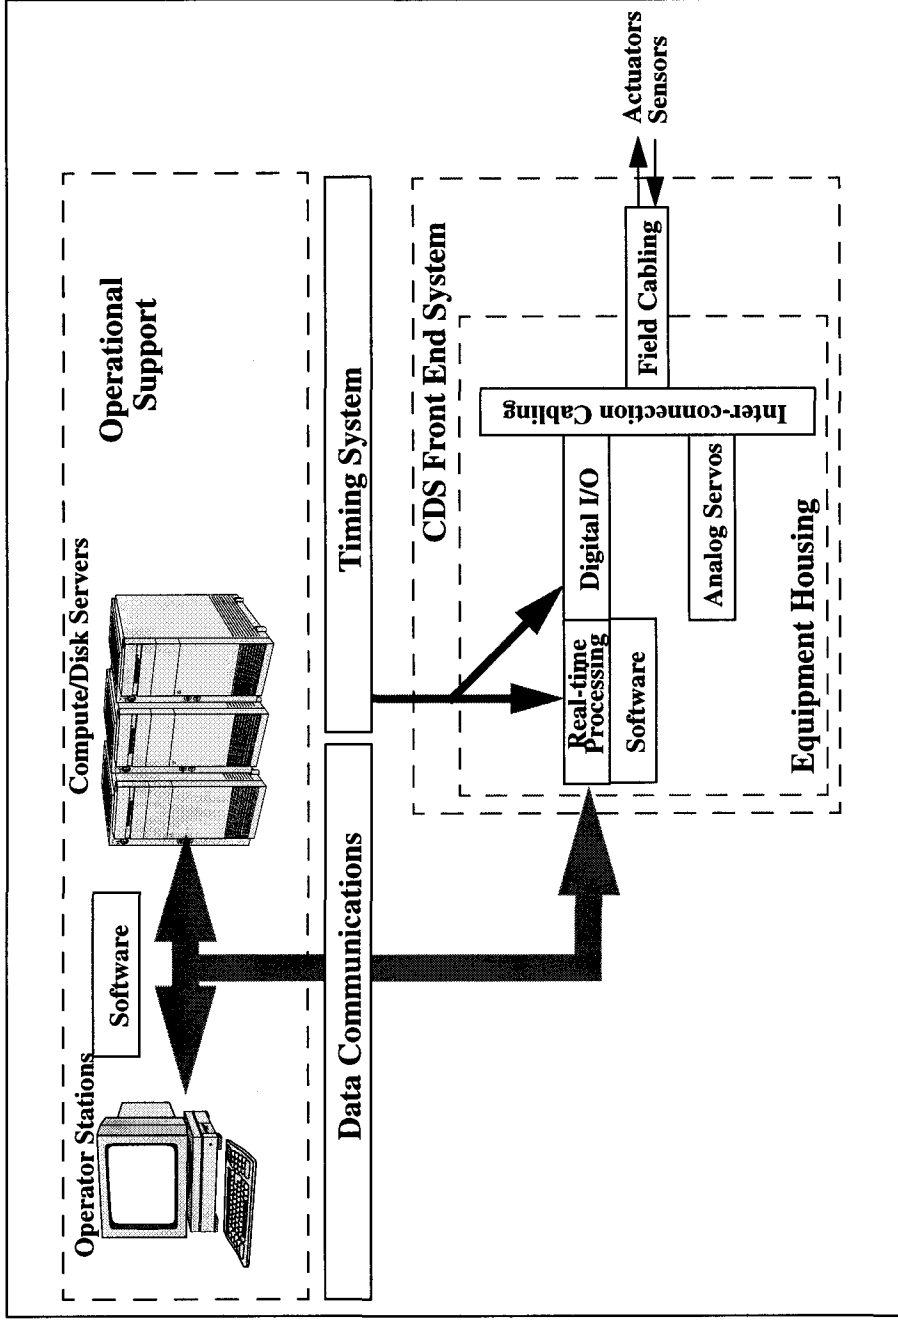 Operator Stations
Software
Compute/Disk Servers
Operational
Support
Data Communications
Timing System
CDS Front End System
Real-time
Processing
Software
Digital I/O
Analog Servos
Inter-connection Cabling
Field Cabling
Equipment Housing
Actuators
Sensors